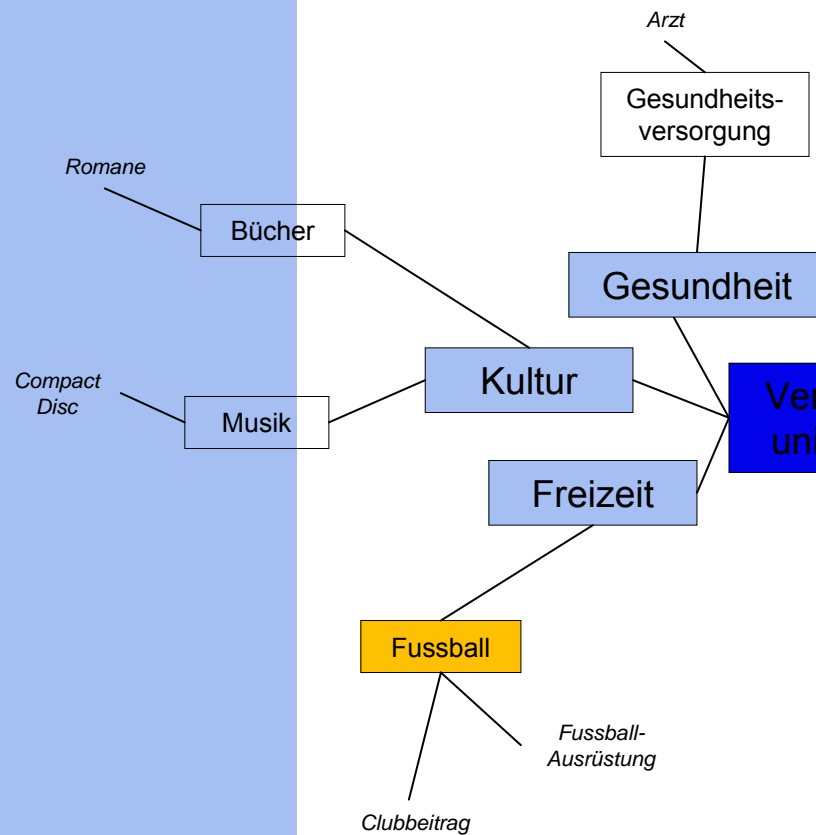 Arzt
Gesundheits-
versorgung
Romane
Bücher
Gesundheit
Kultur
Compact
Disc
Musik
Freizeit
Fussball
Fussball-
Ausrüstung
Clubbeitrag